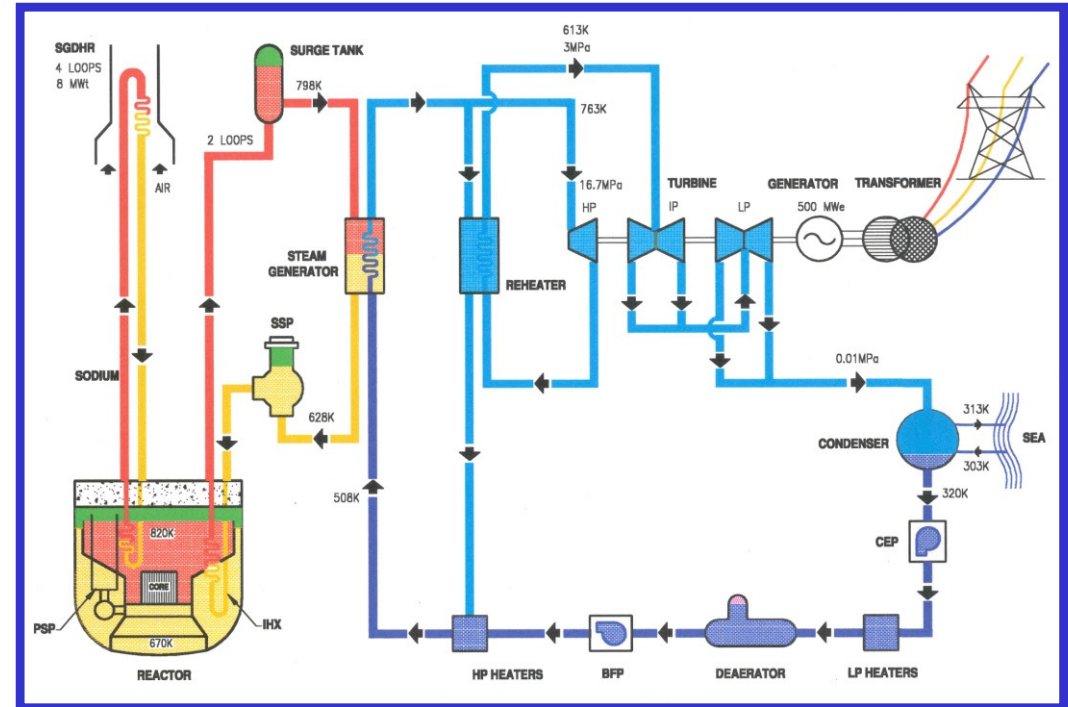 SGDHR
4 LOOPS
8 MWt
AIR
SURGE TANK
798K
2 LOOPS
613K
3MPa
763K
16.7MPa
HP
TURBINE
IP
LP
GENERATOR
500 MWe
TRANSFORMER
STEAM
GENERATOR
REHEATER
SSP
SODIUM
628K
0.01MPa
313K
CONDENSER
SEA
303K
320K
508K
CEP
820K
CORE
PSP
IHX
670K
REACTOR
HP HEATERS
BFP
DEAERATOR
LP HEATERS